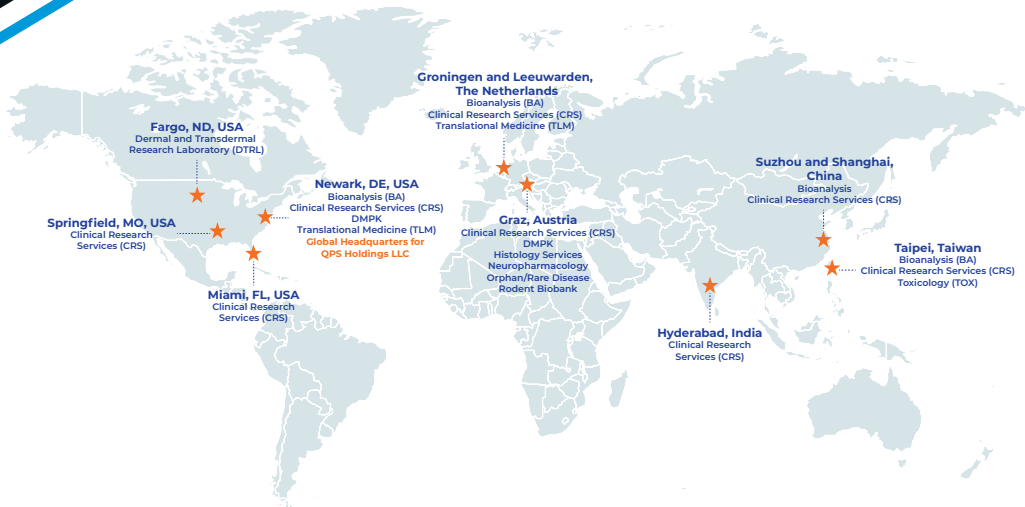 Groningen and Leeuwarden,
The Netherlands
Bioanalysis (BA)
Clinical Research Services (CRS)
Translational Medicine (TLM)
Fargo, ND, USA
Dermal and Transdermal
Research Laboratory (DTRL)
Suzhou and Shanghai,
China
Bioanalysis
Clinical Research Services (CRS)
Newark, DE, USA
Bioanalysis (BA)
Clinical Research Services (CRS)
DMPK
Translational Medicine (TLM)
Global Headquarters for
QPS Holdings LLC
Springfield, MO, USA
Clinical Research
Services (CRS)
Graz, Austria
Clinical Research Services (CRS)
DMPK
Histology Services
Neuropharmacology
Orphan/Rare Disease
Rodent Biobank
Taipei, Taiwan
Bioanalysis (BA)
Clinical Research Services (CRS)
Toxicology (TOX)
Miami, FL, USA
Clinical Research
Services (CRS)
Hyderabad, India
Clinical Research
Services (CRS)